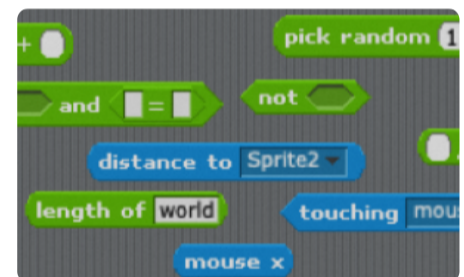 +
pick random 1
and = not
distance to Sprite2
length of world
touching mou
mouse x